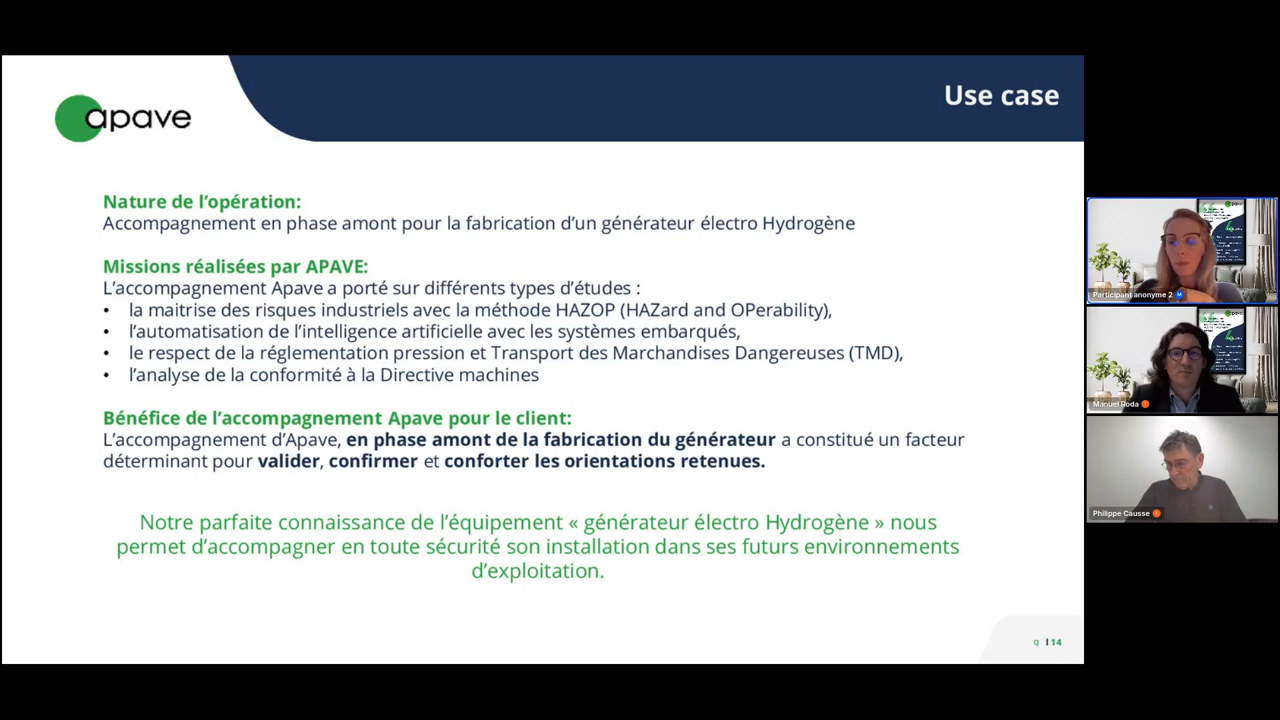 apave
Use case
Nature de l’opération:
Accompagnement en phase amont pour la fabrication d’un générateur électro Hydrogène
Missions réalisées par APAVE:
L’accompagnement Apave a porté sur différents types d’études :
• la maitrise des risques industriels avec la méthode HAZOP (HAZard and OPerability),
• l’automatisation de l’intelligence artificielle avec les systèmes embarqués,
• le respect de la réglementation pression et Transport des Marchandises Dangereuses (TMD),
• l’analyse de la conformité à la Directive machines
Bénéfice de l’accompagnement Apave pour le client:
L’accompagnement d’Apave, en phase amont de la fabrication du générateur a constitué un facteur
déterminant pour valider, confirmer et conforter les orientations retenues.
Notre parfaite connaissance de l’équipement « générateur électro Hydrogène » nous
permet d’accompagner en toute sécurité son installation dans ses futurs environnements
d’exploitation.
q I 14
Participant anonyme 2
Manuel Roda
Philippe Causse